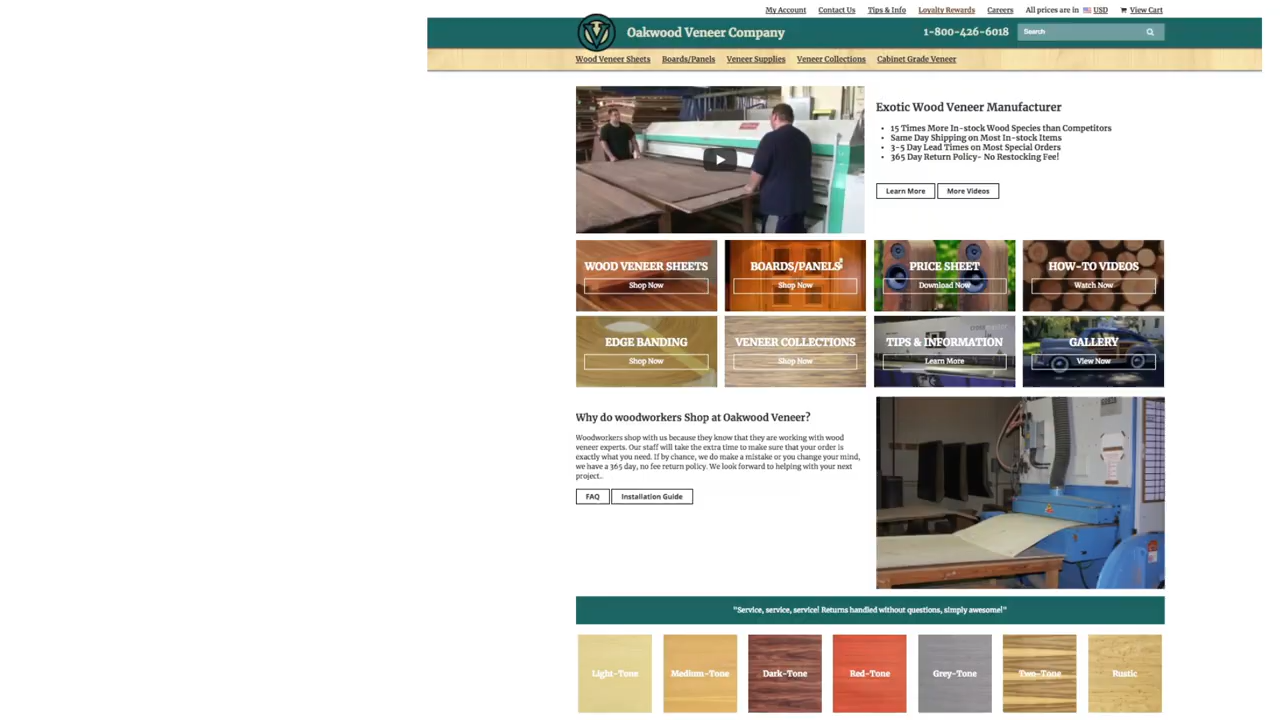 My Account Contact Us Tips & Info Loyalty Rewards Careers All prices are in USD View Cart
Oakwood Veneer Company 1-800-426-6018 Search
Wood Veneer Sheets Boards/Panels Veneer Supplies Veneer Collections Cabinet Grade Veneer
Exotic Wood Veneer Manufacturer
15 Times More In-stock Wood Species than Competitors
Same Day Shipping on Most In-stock Items
3-5 Day Lead Times on Most Special Orders
365 Day Return Policy- No Restocking Fee!
Learn More More Videos
WOOD VENEER SHEETS BOARDS/PANELS PRICE SHEET HOW-TO VIDEOS
Shop Now Shop Now Download Now Watch Now
EDGE BANDING VENEER COLLECTIONS TIPS & INFORMATION GALLERY
Shop Now Shop Now Learn More View Now
Why do woodworkers Shop at Oakwood Veneer?
Woodworkers shop with us because they know that they are working with wood
veneer experts. Our staff will take the extra time to make sure that your order is
exactly what you need. If by chance, we do make a mistake or you change your mind,
we have a 365 day, no fee return policy. We look forward to helping with your next
project..
FAQ Installation Guide
"Service, service, service! Returns handled without questions, simply awesome!"
Light-Tone Medium-Tone Dark-Tone Red-Tone Grey-Tone Two-Tone Rustic